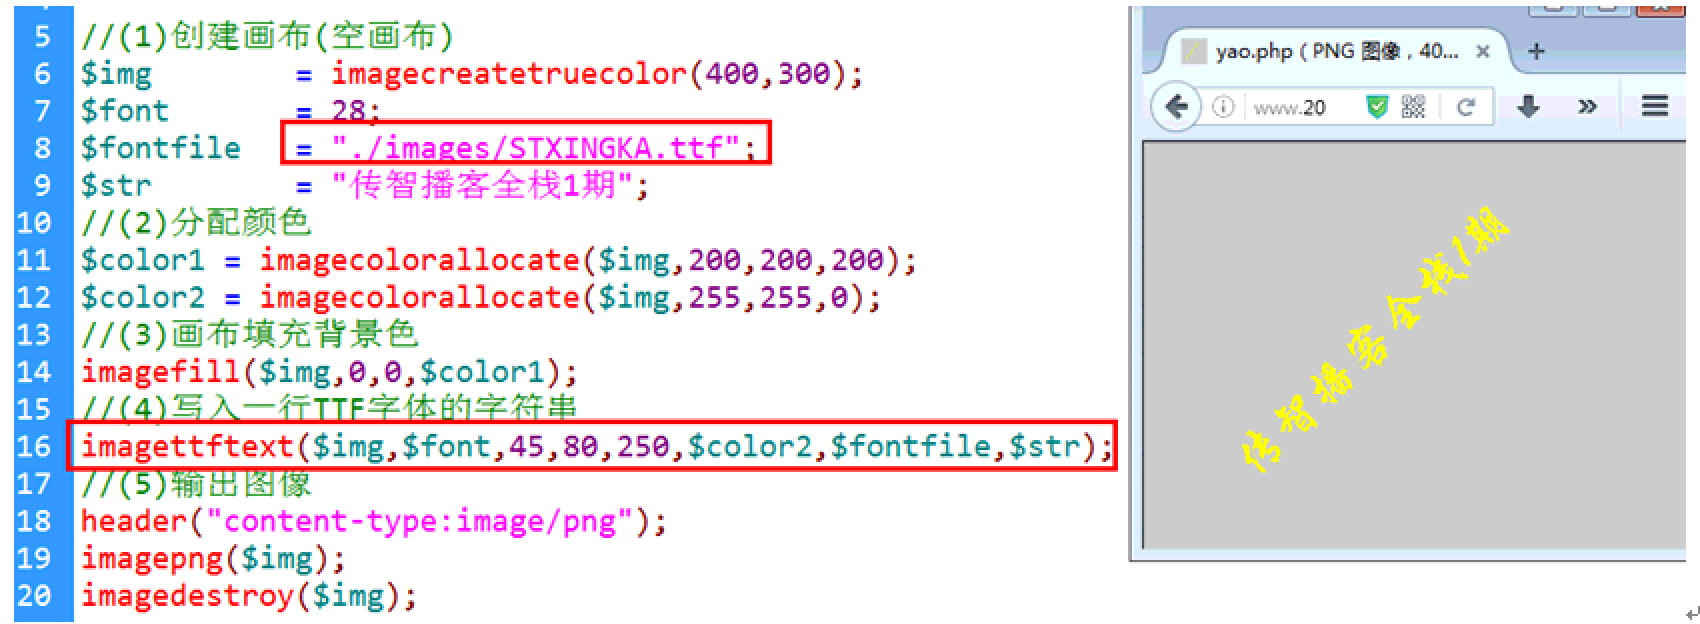 5 //(1)创建画布(空画布)
6 $img = imagecreatetruecolor(400,300);
7 $font = 28;
8 $fontfile = "./images/STXINGKA.ttf";
9 $str = "传智播客全栈1期";
10 //(2)分配颜色
11 $color1 = imagecolorallocate($img,200,200,200);
12 $color2 = imagecolorallocate($img,255,255,0);
13 //(3)画布填充背景色
14 imagefill($img,0,0,$color1);
15 //(4)写入一行TTF字体的字符串
16 imagettftext($img,$font,45,80,250,$color2,$fontfile,$str);
17 //(5)输出图像
18 header("content-type:image/png");
19 imagepng($img);
20 imagedestroy($img);
yao.php ( PNG 图像 , 40...
www.20
传智播客全栈1期